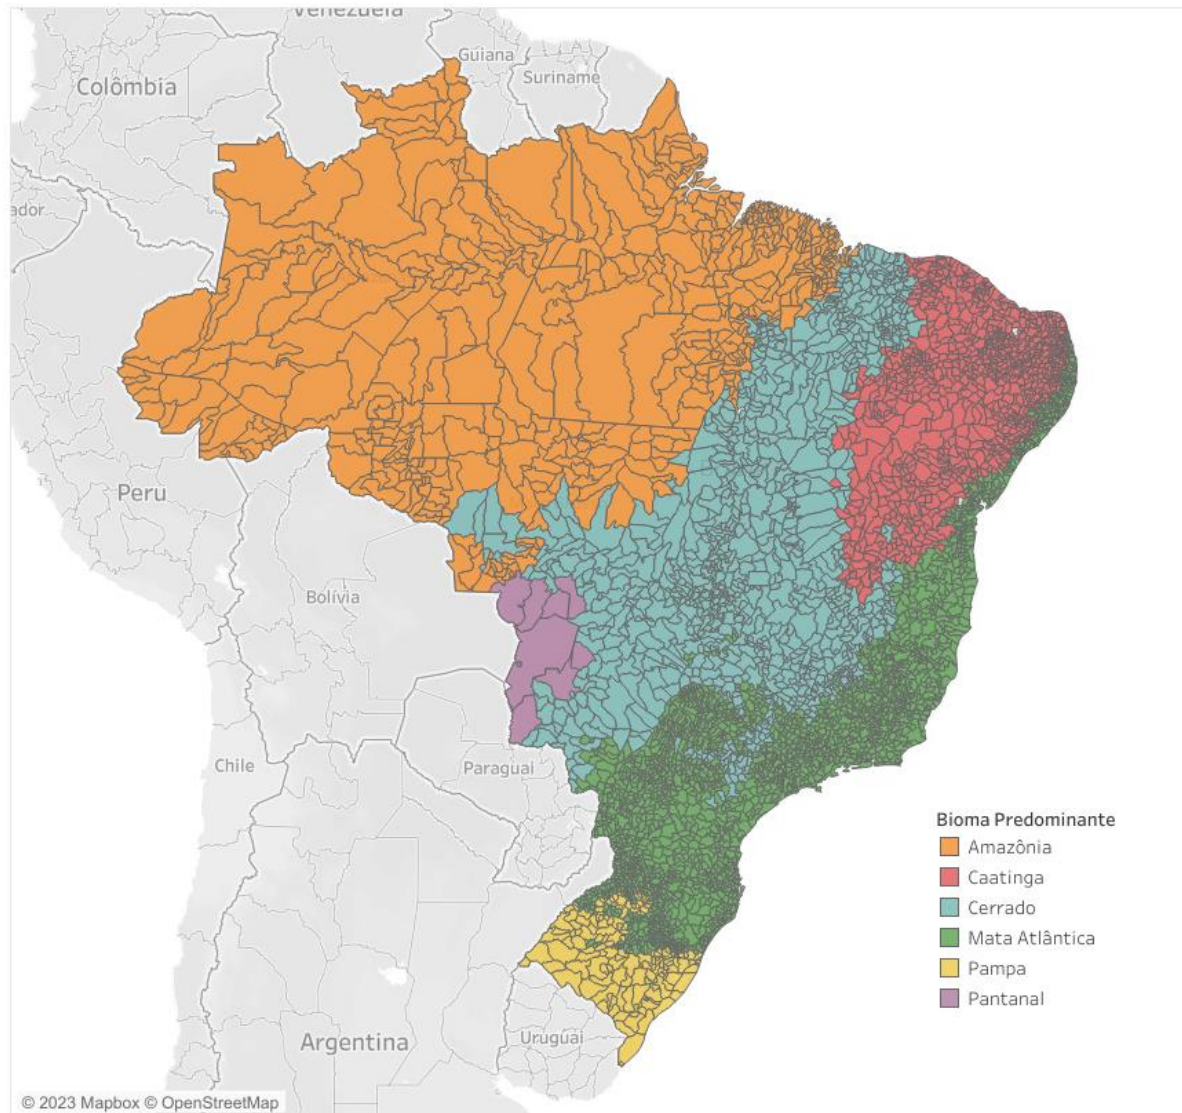 Venezuela
Guiana
Colômbia
Suriname
ador
Peru
Bolívia
Chile
Paraguai
Bioma Predominante
Amazônia
Caatinga
Cerrado
Mata Atlântica
Pampa
Pantanal
Argentina
Uruguai
© 2023 Mapbox © OpenStreetMap